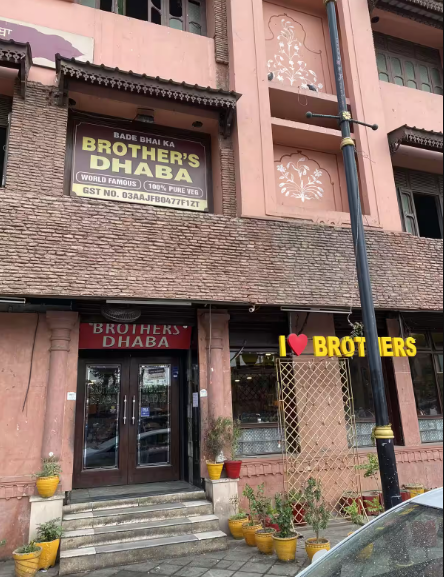 BADE BHAI KA
BROTHER'S
DHABA
WORLD FAMOUS 100% PURE VEG
GST NO. 03AAJFB0477F1ZT
"BROTHERS"
DHABA
I ❤ BROTHERS